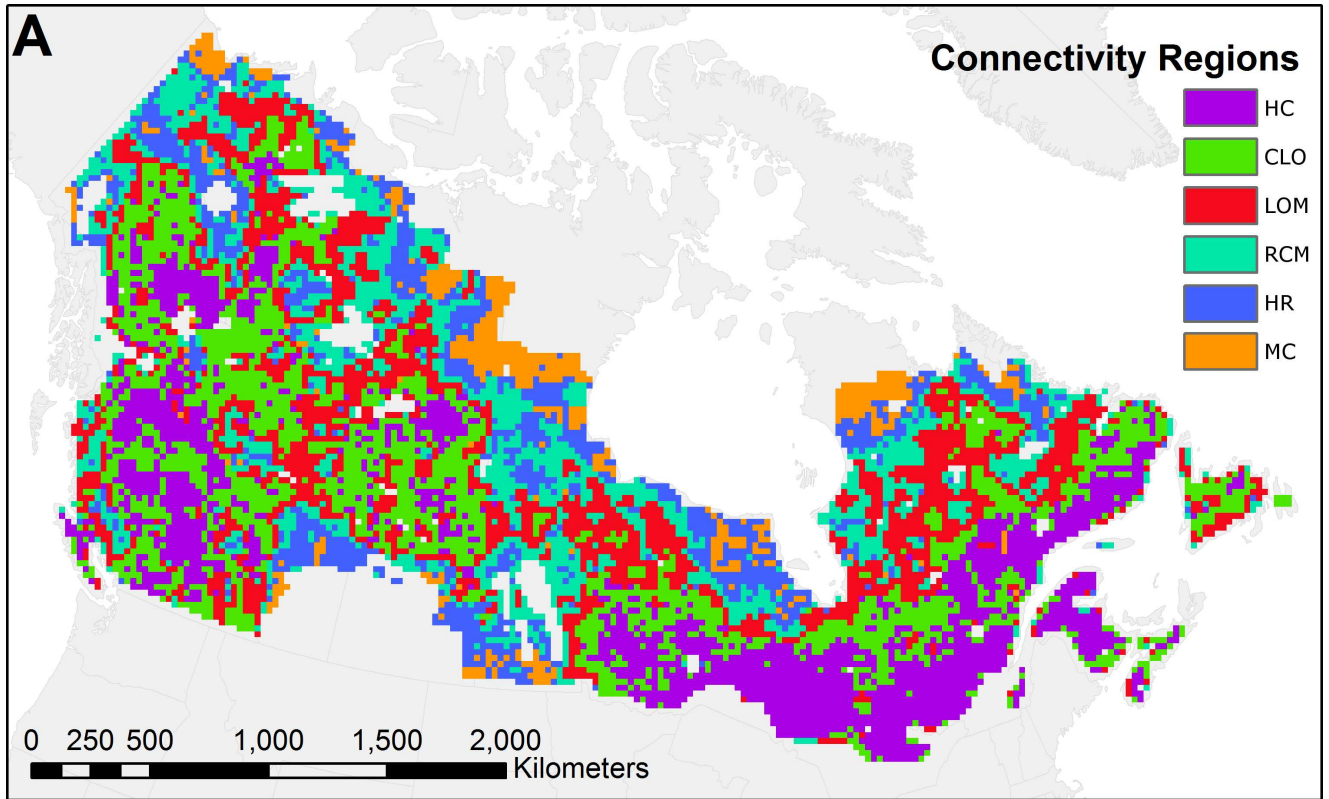 A
Connectivity Regions
HC
CLO
LOM
RCM
HR
MC
0 250 500 1,000 1,500 2,000
Kilometers